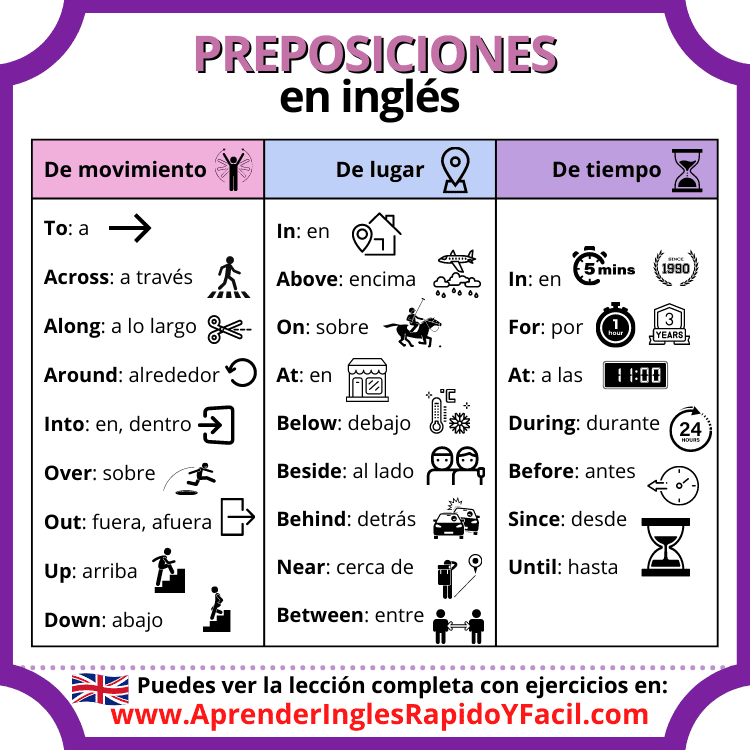 PREPOSICIONES
en inglés
De movimiento
To: a
Across: a través
Along: a lo largo
Around: alrededor
Into: en, dentro
Over: sobre
Out: fuera, afuera
Up: arriba
Down: abajo
De lugar
In: en
Above: encima
On: sobre
At: en
°C
Below: debajo
Beside: al lado
Behind: detrás
Near: cerca de
Between: entre
De tiempo
In: en
5 mins
SINCE
1990
For: por
1
hour
3
YEARS
At: a las
11:00
During: durante
24
HOURS
Before: antes
Since: desde
Until: hasta
Puedes ver la lección completa con ejercicios en:
www.AprenderInglesRapidoYFacil.com